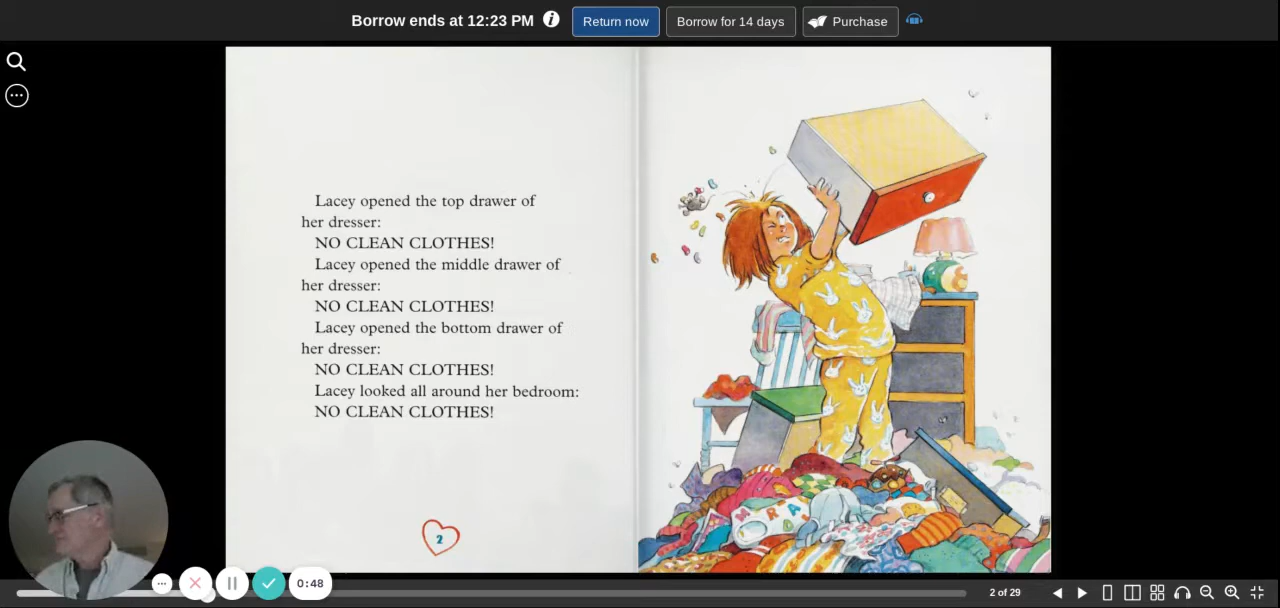 Borrow ends at 12:23 PM
Return now
Borrow for 14 days
Purchase
Lacey opened the top drawer of
her dresser:
NO CLEAN CLOTHES!
Lacey opened the middle drawer of
her dresser:
NO CLEAN CLOTHES!
Lacey opened the bottom drawer of
her dresser:
NO CLEAN CLOTHES!
Lacey looked all around her bedroom:
NO CLEAN CLOTHES!
2
0:48
2 of 29